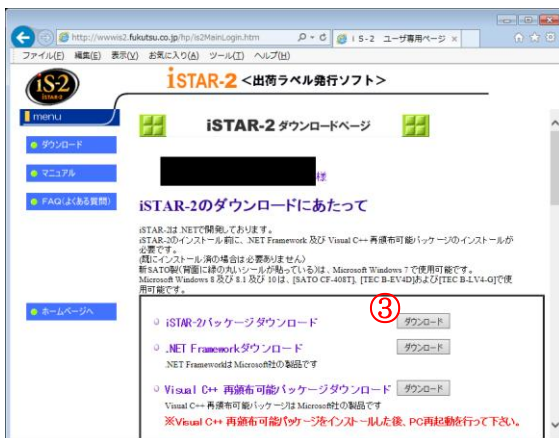 http://wwwis2.fukutsu.co.jp/hp/is2MainLogin.htm
iS-2 ユーザ専用ページ
ファイル(F) 編集(E) 表示(V) お気に入り(A) ツール(T) ヘルプ(H)
iS-2
iSTAR-2
iSTAR-2 <出荷ラベル発行ソフト>
menu
ダウンロード
マニュアル
FAQ(よくある質問)
ホームページへ
iSTAR-2 ダウンロードページ
様
iSTAR-2のダウンロードにあたって
iSTAR-2は.NETで開発しております。
iSTAR-2のインストール前に、.NET Framework 及び Visual C++ 再頒布可能パッケージのインストールが
必要です。
(既にインストール済の場合は必要ありません)
新SATO製(背面に緑の丸いシールが貼っている)は、Microsoft Windows 7 で使用可能です。
Microsoft Windows 8 及び 8.1 及び 10は、[SATO CF-408T]、[TEC B-EV4D]及び[TEC B-LV4-G]で使
用可能です。
③
iSTAR-2パッケージダウンロード ダウンロード
.NET Frameworkダウンロード ダウンロード
.NET FrameworkはMicrosoft社の製品です
Visual C++ 再頒布可能パッケージダウンロード ダウンロード
Visual C++ 再頒布可能パッケージは Microsoft社の製品です
※Visual C++ 再頒布可能パッケージをインストールした後、PC再起動を行って下さい。